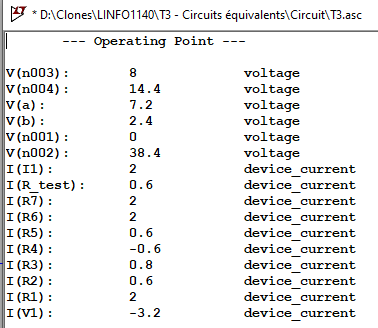 * D:\Clones\LINFO1140\T3 - Circuits équivalents\Circuit\T3.asc
--- Operating Point ---
V(n003): 8 voltage
V(n004): 14.4 voltage
V(a): 7.2 voltage
V(b): 2.4 voltage
V(n001): 0 voltage
V(n002): 38.4 voltage
I(I1): 2 device_current
I(R_test): 0.6 device_current
I(R7): 2 device_current
I(R6): 2 device_current
I(R5): 0.6 device_current
I(R4): -0.6 device_current
I(R3): 0.8 device_current
I(R2): 0.6 device_current
I(R1): 2 device_current
I(V1): -3.2 device_current